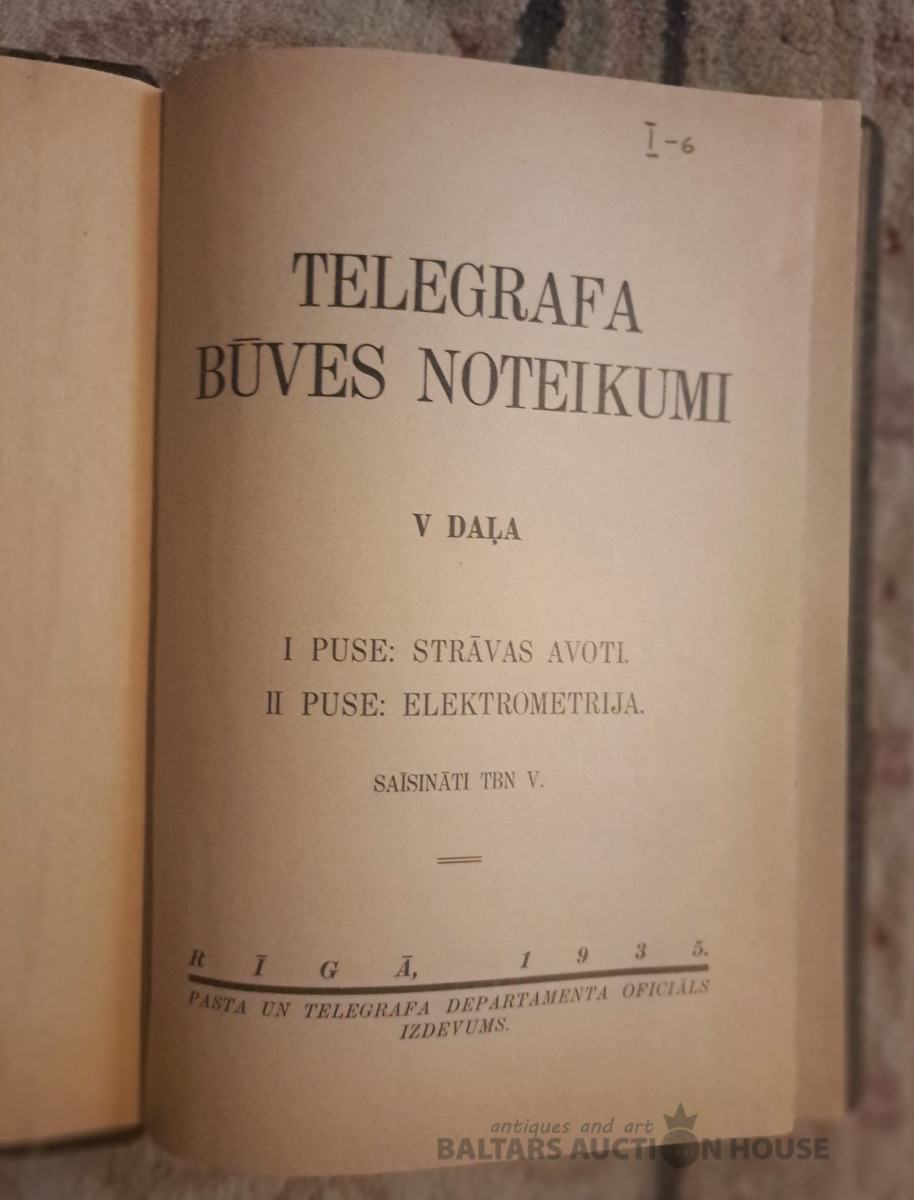 I-6
TELEGRAFA
BŪVES NOTEIKUMI
V DAĻA
I PUSE: STRĀVAS AVOTI.
II PUSE: ELEKTROMETRIJA.
SAĪSINĀTI TBN V.
RĪGĀ, 1935.
PASTA UN TELEGRAFA DEPARTAMENTA OFICIĀLS
IZDEVUMS.
antiques and art
BALTARS AUCTION HOUSE